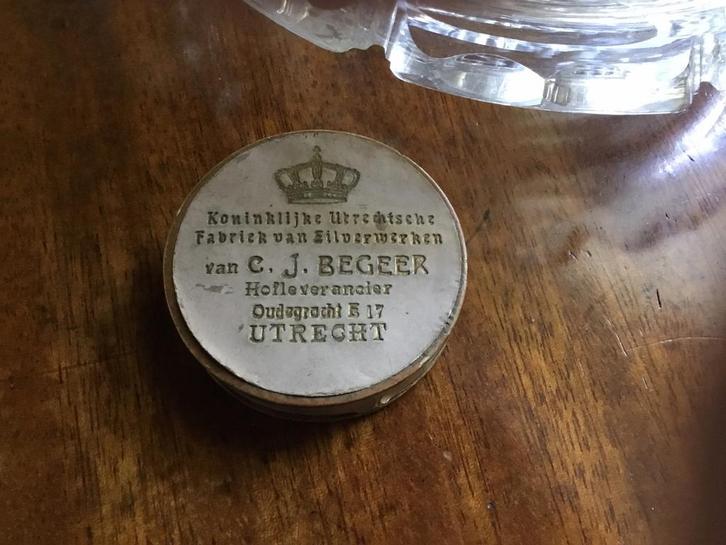 Koninklijke Utrechtsche
Fabriek van Zilverwerken
van C. J. BEGEER
Hofleverancier
Oudegracht E 17
UTRECHT